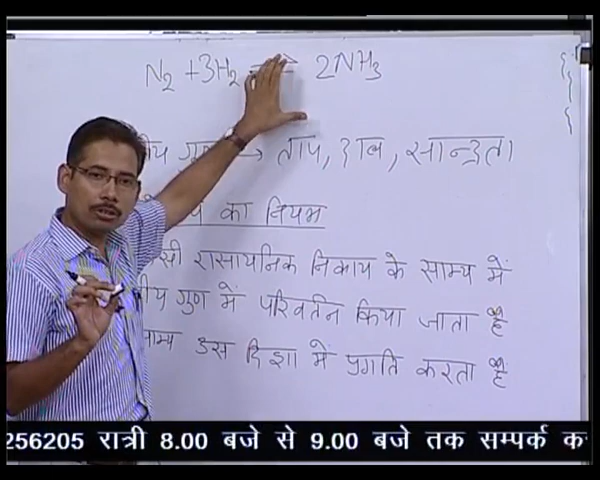 N₂ + 3H₂ ⇌ 2NH₃
गुण → ताप, दाब, सान्द्रता
का नियम
रासायनिक निकाय के साम्य में
गुण में परिवर्तन किया जाता है
साम्य उस दिशा में प्रगति करता है
256205 रात्री 8.00 बजे से 9.00 बजे तक सम्पर्क